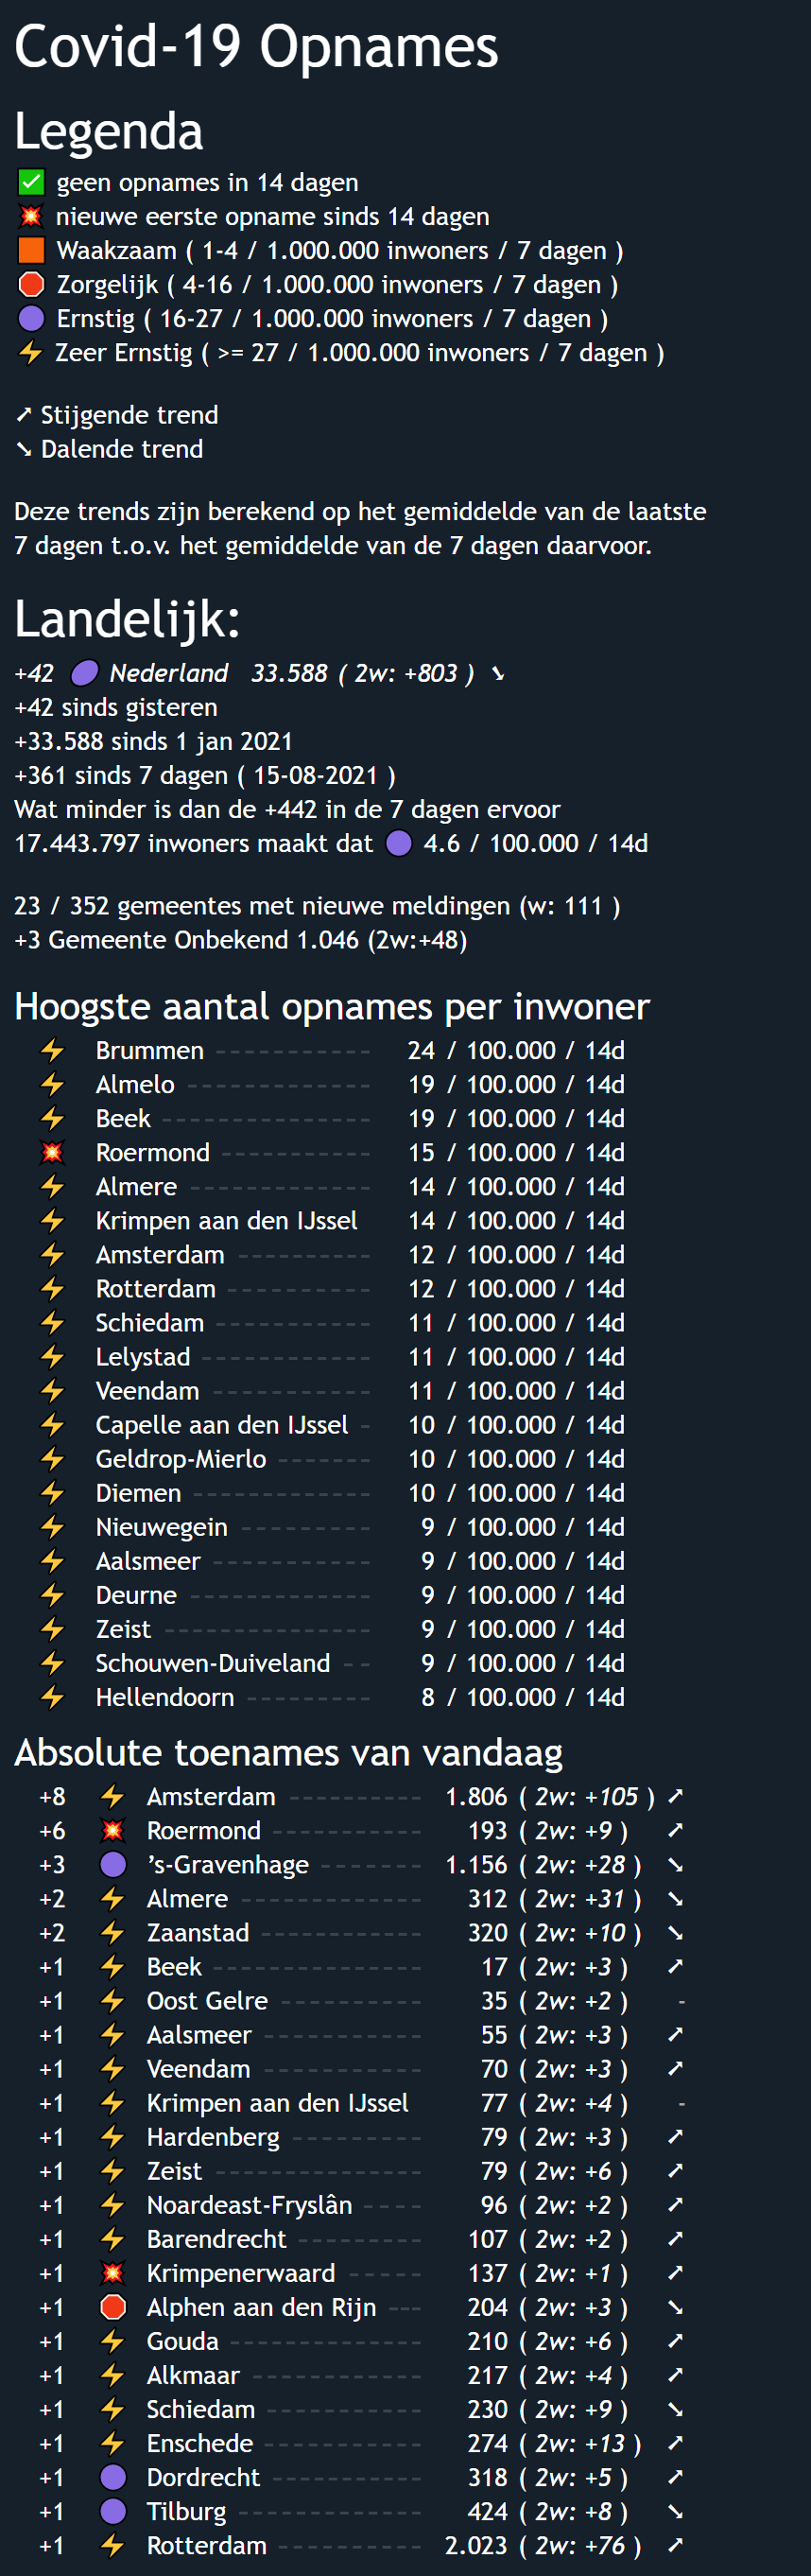 Covid-19 Opnames
Legenda
✅ geen opnames in 14 dagen
💥 nieuwe eerste opname sinds 14 dagen
🟧 Waakzaam ( 1-4 / 1.000.000 inwoners / 7 dagen )
🛑 Zorgelijk ( 4-16 / 1.000.000 inwoners / 7 dagen )
🟣 Ernstig ( 16-27 / 1.000.000 inwoners / 7 dagen )
⚡ Zeer Ernstig ( >= 27 / 1.000.000 inwoners / 7 dagen )
➚ Stijgende trend
➘ Dalende trend
Deze trends zijn berekend op het gemiddelde van de laatste
7 dagen t.o.v. het gemiddelde van de 7 dagen daarvoor.
Landelijk:
+42 🟣 Nederland 33.588 ( 2w: +803 ) ➘
+42 sinds gisteren
+33.588 sinds 1 jan 2021
+361 sinds 7 dagen ( 15-08-2021 )
Wat minder is dan de +442 in de 7 dagen ervoor
17.443.797 inwoners maakt dat 🟣 4.6 / 100.000 / 14d
23 / 352 gemeentes met nieuwe meldingen (w: 111 )
+3 Gemeente Onbekend 1.046 (2w:+48)
Hoogste aantal opnames per inwoner
⚡ Brummen ------------ 24 / 100.000 / 14d
⚡ Almelo -------------- 19 / 100.000 / 14d
⚡ Beek ---------------- 19 / 100.000 / 14d
💥 Roermond ------------ 15 / 100.000 / 14d
⚡ Almere -------------- 14 / 100.000 / 14d
⚡ Krimpen aan den IJssel 14 / 100.000 / 14d
⚡ Amsterdam ---------- 12 / 100.000 / 14d
⚡ Rotterdam ----------- 12 / 100.000 / 14d
⚡ Schiedam ------------ 11 / 100.000 / 14d
⚡ Lelystad ------------- 11 / 100.000 / 14d
⚡ Veendam ------------ 11 / 100.000 / 14d
⚡ Capelle aan den IJssel - 10 / 100.000 / 14d
⚡ Geldrop-Mierlo ------- 10 / 100.000 / 14d
⚡ Diemen -------------- 10 / 100.000 / 14d
⚡ Nieuwegein ---------- 9 / 100.000 / 14d
⚡ Aalsmeer ------------ 9 / 100.000 / 14d
⚡ Deurne -------------- 9 / 100.000 / 14d
⚡ Zeist ---------------- 9 / 100.000 / 14d
⚡ Schouwen-Duiveland -- 9 / 100.000 / 14d
⚡ Hellendoorn ---------- 8 / 100.000 / 14d
Absolute toenames van vandaag
+8 ⚡ Amsterdam ---------- 1.806 ( 2w: +105 ) ➚
+6 💥 Roermond ------------ 193 ( 2w: +9 ) ➚
+3 🟣 ’s-Gravenhage -------- 1.156 ( 2w: +28 ) ➘
+2 ⚡ Almere -------------- 312 ( 2w: +31 ) ➘
+2 ⚡ Zaanstad ------------ 320 ( 2w: +10 ) ➘
+1 ⚡ Beek ---------------- 17 ( 2w: +3 ) ➚
+1 ⚡ Oost Gelre ----------- 35 ( 2w: +2 ) -
+1 ⚡ Aalsmeer ------------ 55 ( 2w: +3 ) ➚
+1 ⚡ Veendam ------------ 70 ( 2w: +3 ) ➚
+1 ⚡ Krimpen aan den IJssel 77 ( 2w: +4 ) -
+1 ⚡ Hardenberg ---------- 79 ( 2w: +3 ) ➚
+1 ⚡ Zeist ---------------- 79 ( 2w: +6 ) ➚
+1 ⚡ Noardeast-Fryslân ---- 96 ( 2w: +2 ) ➚
+1 ⚡ Barendrecht ---------- 107 ( 2w: +2 ) ➚
+1 💥 Krimpenerwaard ------ 137 ( 2w: +1 ) ➚
+1 🛑 Alphen aan den Rijn --- 204 ( 2w: +3 ) ➘
+1 ⚡ Gouda --------------- 210 ( 2w: +6 ) ➚
+1 ⚡ Alkmaar ------------- 217 ( 2w: +4 ) ➚
+1 ⚡ Schiedam ------------ 230 ( 2w: +9 ) ➘
+1 ⚡ Enschede ------------ 274 ( 2w: +13 ) ➚
+1 🟣 Dordrecht ----------- 318 ( 2w: +5 ) ➚
+1 🟣 Tilburg -------------- 424 ( 2w: +8 ) ➘
+1 ⚡ Rotterdam ----------- 2.023 ( 2w: +76 ) ➚